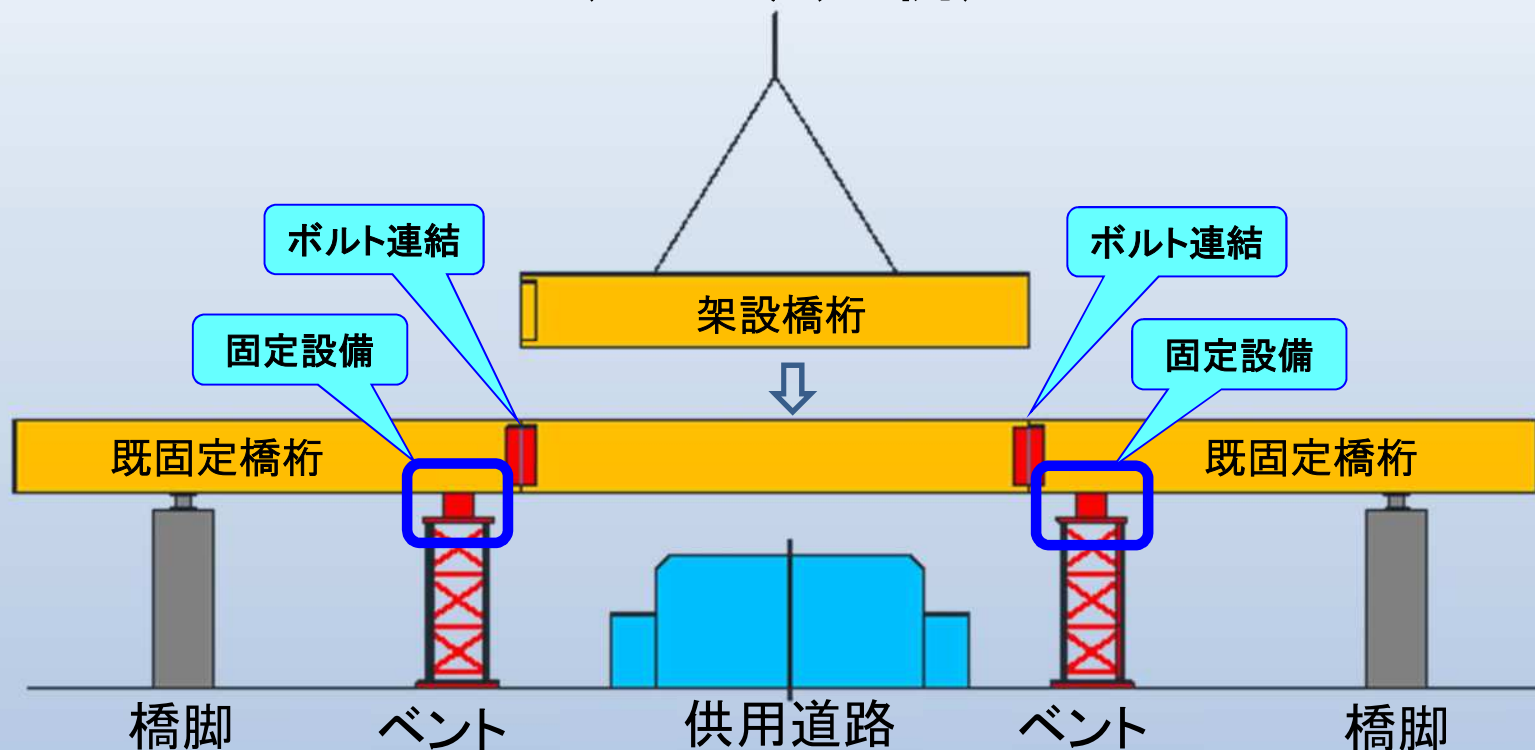 ボルト連結
ボルト連結
架設橋桁
固定設備
固定設備
既固定橋桁
既固定橋桁
橋脚
ベント
供用道路
ベント
橋脚